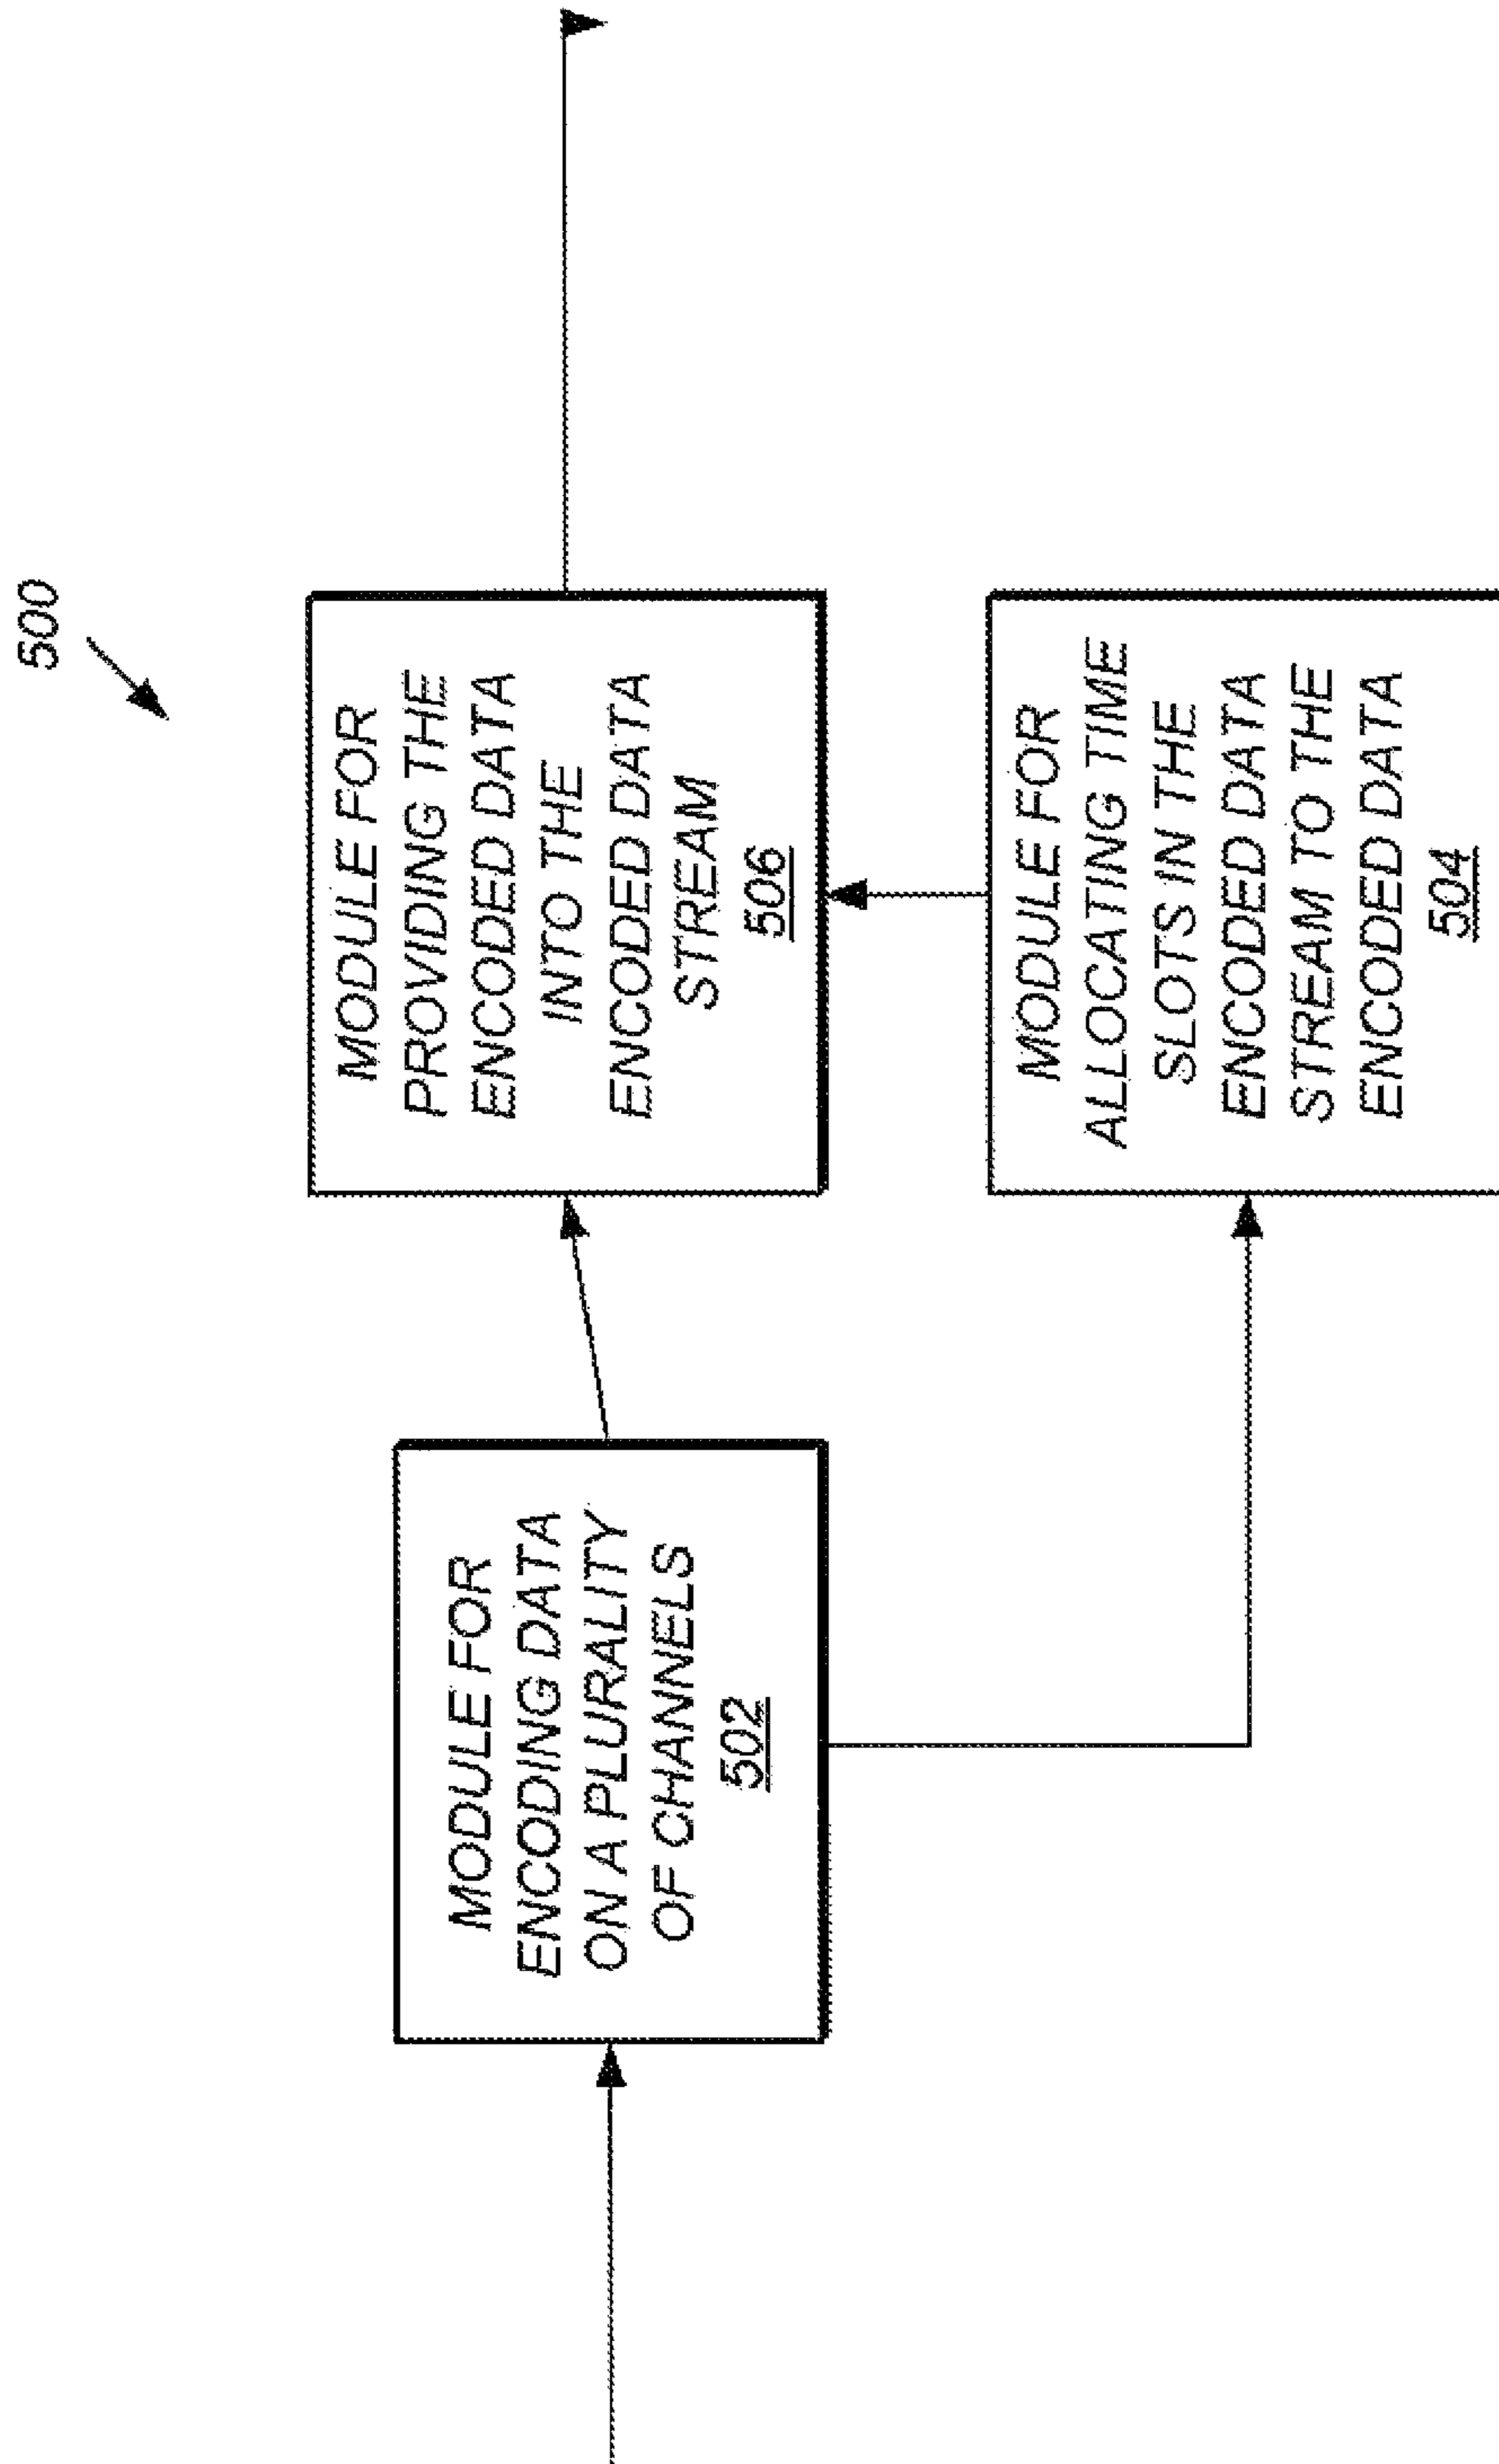 500
MODULE FOR
ENCODING DATA
ON A PLURALITY
OF CHANNELS
502
MODULE FOR
PROVIDING THE
ENCODED DATA
INTO THE
ENCODED DATA
STREAM
506
MODULE FOR
ALLOCATING TIME
SLOTS IN THE
ENCODED DATA
STREAM TO THE
ENCODED DATA
504